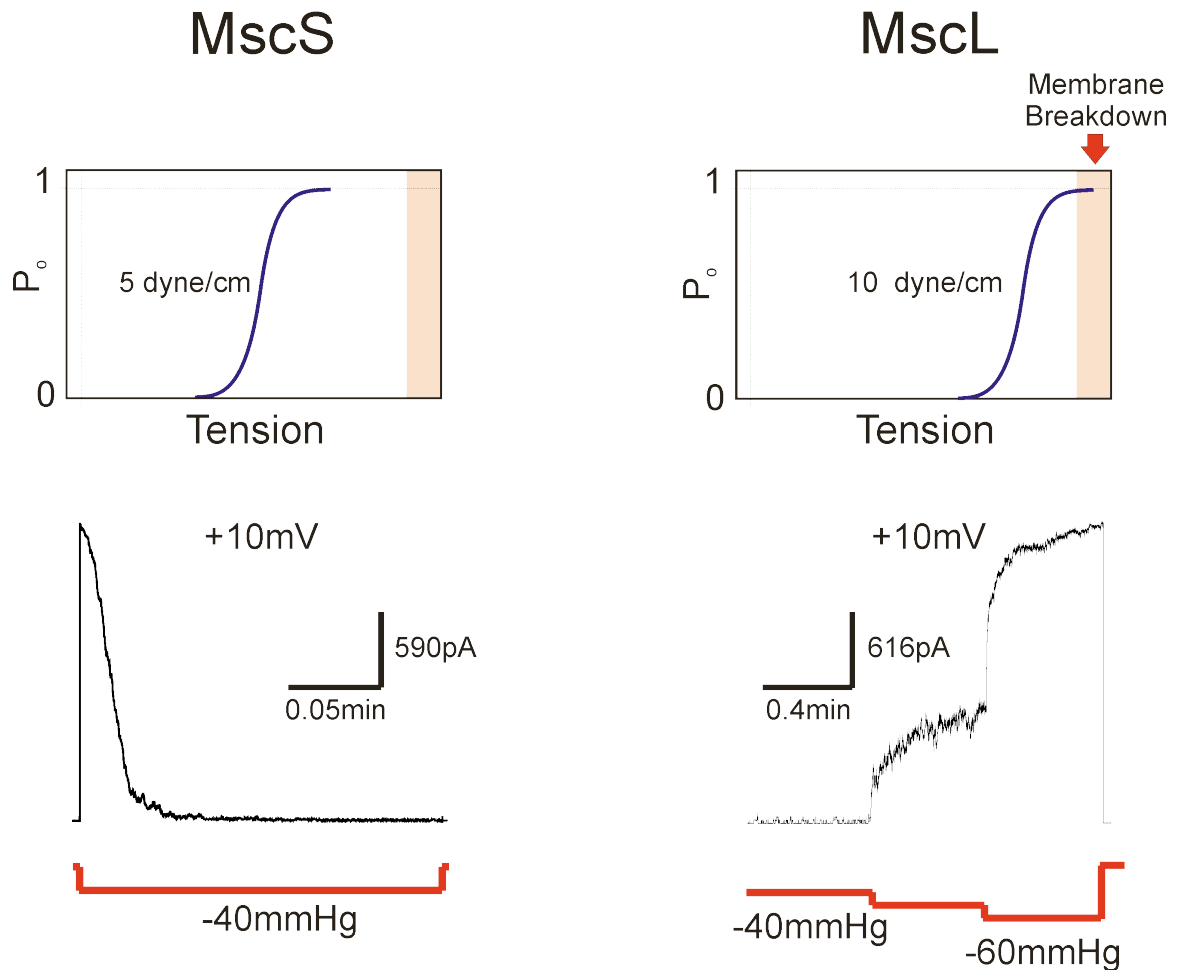 MscS
1
P o
0
5 dyne/cm
Tension
+10mV
590pA
0.05min
-40mmHg
MscL
Membrane
Breakdown
1
P o
0
10 dyne/cm
Tension
+10mV
616pA
0.4min
-40mmHg
-60mmHg